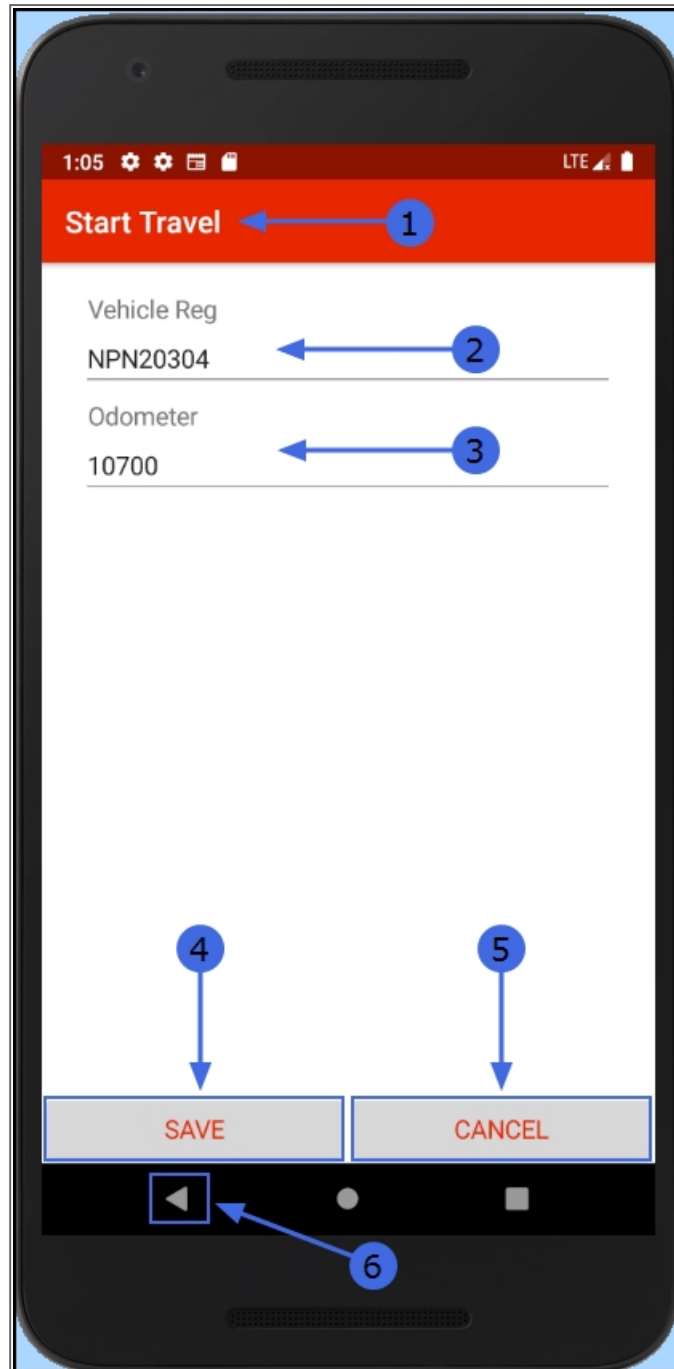 1:05 LTE
Start Travel 1
Vehicle Reg
NPN20304 2
Odometer
10700 3
4 5
SAVE CANCEL
6